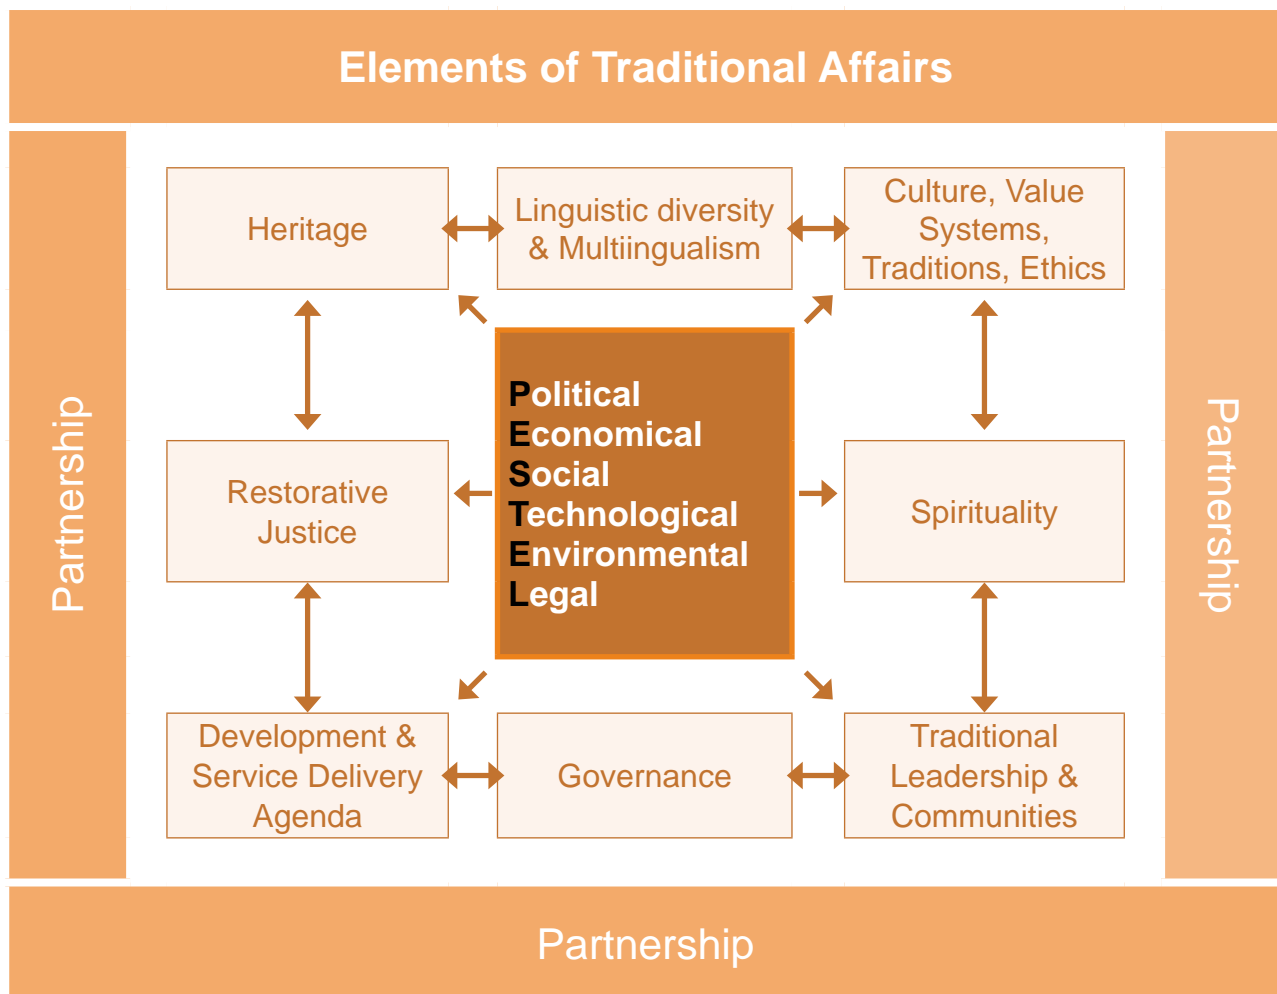 Elements of Traditional Affairs
Partnership
Heritage
Linguistic diversity
& Multiingualism
Culture, Value
Systems,
Traditions, Ethics
Political
Economical
Social
Technological
Environmental
Legal
Restorative
Justice
Spirituality
Development &
Service Delivery
Agenda
Governance
Traditional
Leadership &
Communities
Partnership
Partnership